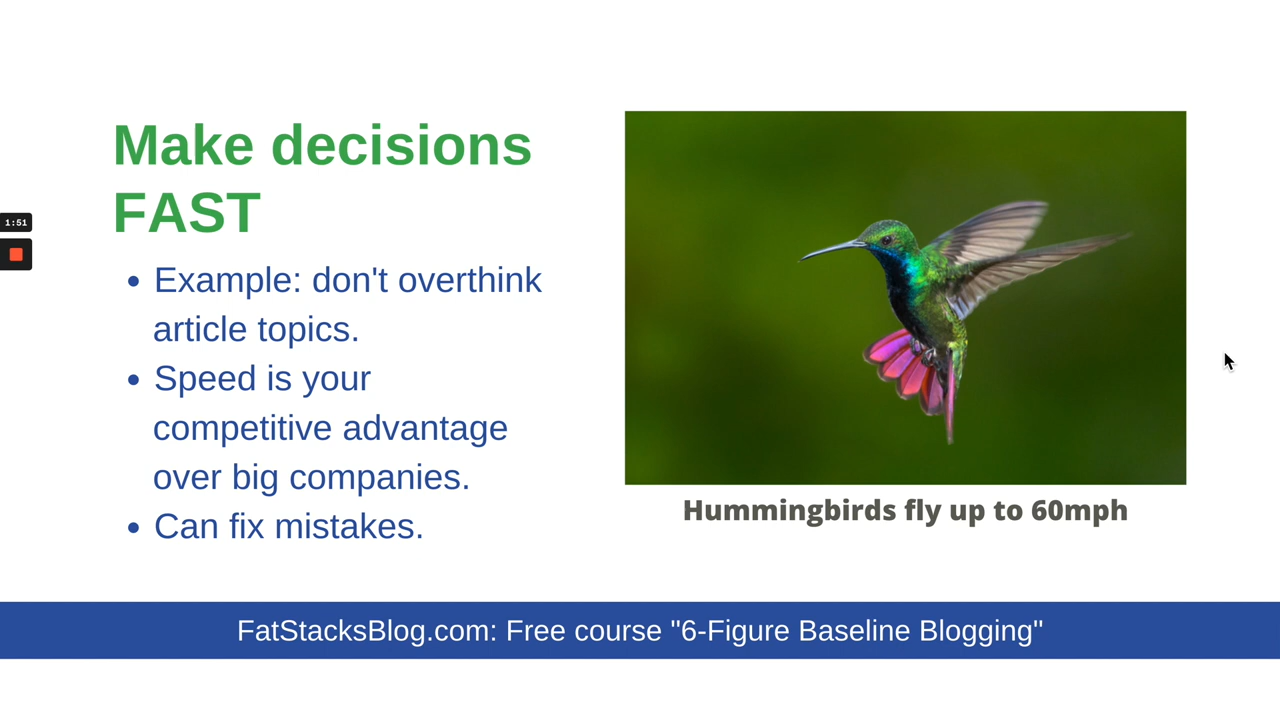 Make decisions
FAST
1:51
• Example: don't overthink
article topics.
• Speed is your
competitive advantage
over big companies.
• Can fix mistakes.
Hummingbirds fly up to 60mph
FatStacksBlog.com: Free course "6-Figure Baseline Blogging"